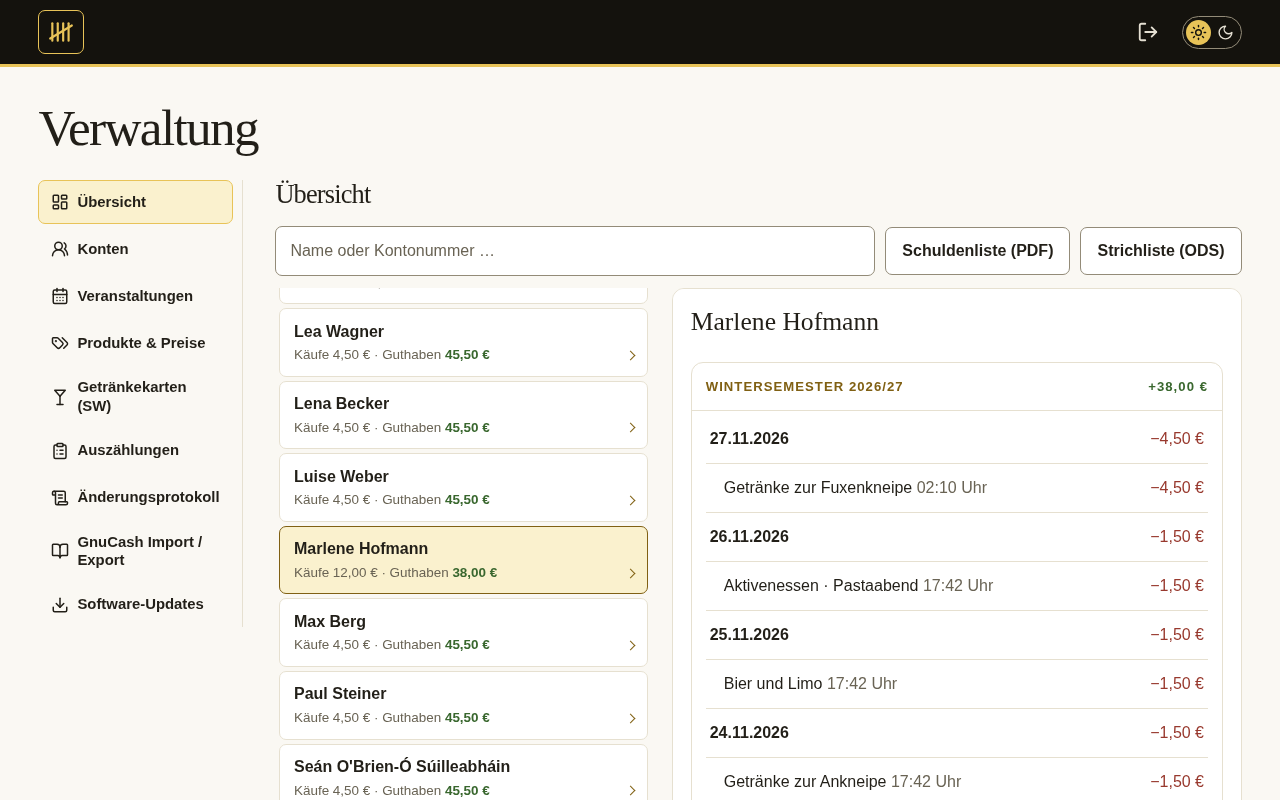 Verwaltung
Übersicht
Konten
Veranstaltungen
Produkte & Preise
Getränkekarten
(SW)
Auszählungen
Änderungsprotokoll
GnuCash Import /
Export
Software-Updates
Übersicht
Name oder Kontonummer …
Schuldenliste (PDF)
Strichliste (ODS)
Lea Wagner
Käufe 4,50 € · Guthaben 45,50 €
Lena Becker
Käufe 4,50 € · Guthaben 45,50 €
Luise Weber
Käufe 4,50 € · Guthaben 45,50 €
Marlene Hofmann
Käufe 12,00 € · Guthaben 38,00 €
Max Berg
Käufe 4,50 € · Guthaben 45,50 €
Paul Steiner
Käufe 4,50 € · Guthaben 45,50 €
Seán O'Brien-Ó Súilleabháin
Käufe 4,50 € · Guthaben 45,50 €
Marlene Hofmann
WINTERSEMESTER 2026/27 +38,00 €
27.11.2026 −4,50 €
Getränke zur Fuxenkneipe 02:10 Uhr −4,50 €
26.11.2026 −1,50 €
Aktivenessen · Pastaabend 17:42 Uhr −1,50 €
25.11.2026 −1,50 €
Bier und Limo 17:42 Uhr −1,50 €
24.11.2026 −1,50 €
Getränke zur Ankneipe 17:42 Uhr −1,50 €